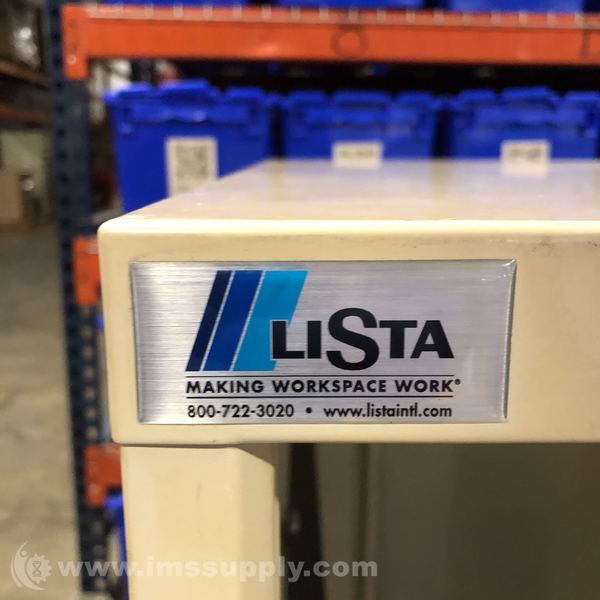 LISTA
MAKING WORKSPACE WORK®
800-722-3020 • www.listaintl.com
www.imssupply.com